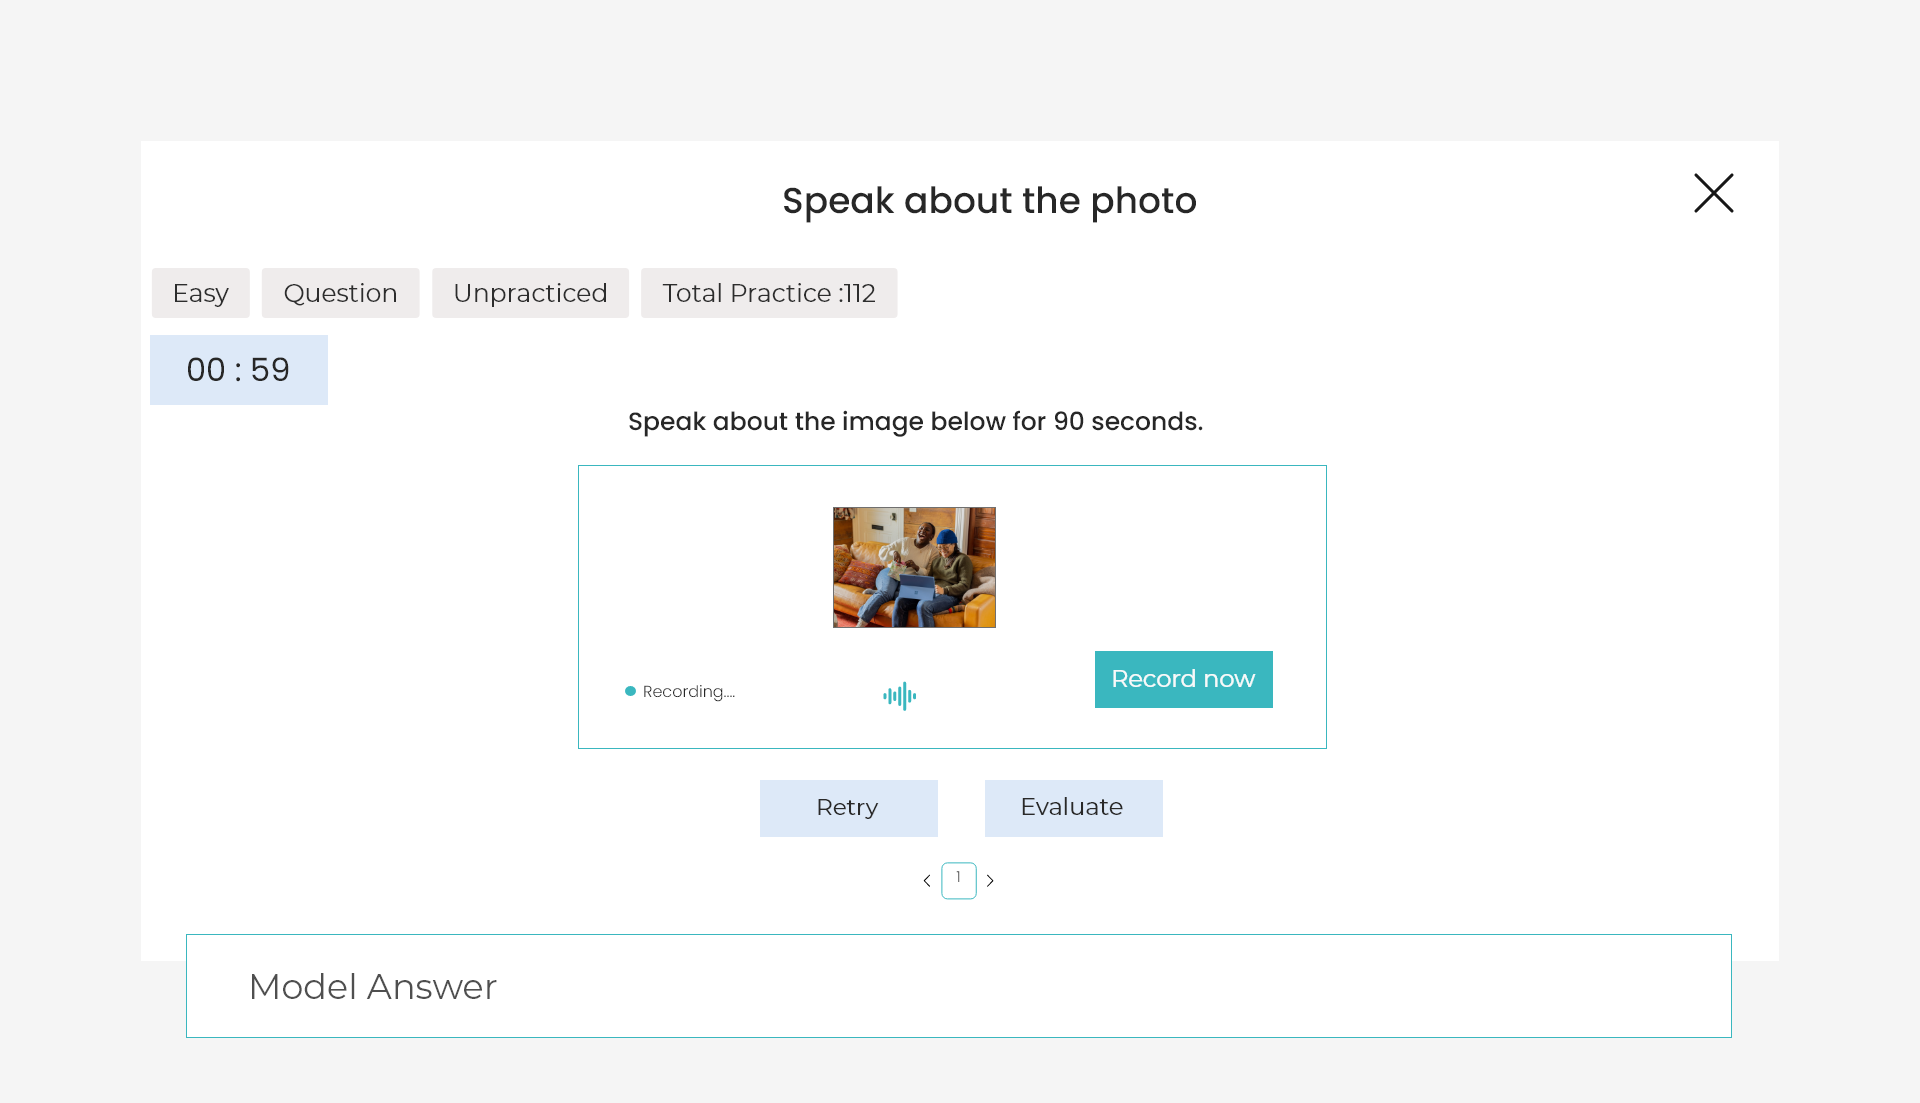 Speak about the photo
Easy
Question
Unpracticed
Total Practice :112
00 : 59
Speak about the image below for 90 seconds.
Recording....
Record now
Retry
Evaluate
1
Model Answer